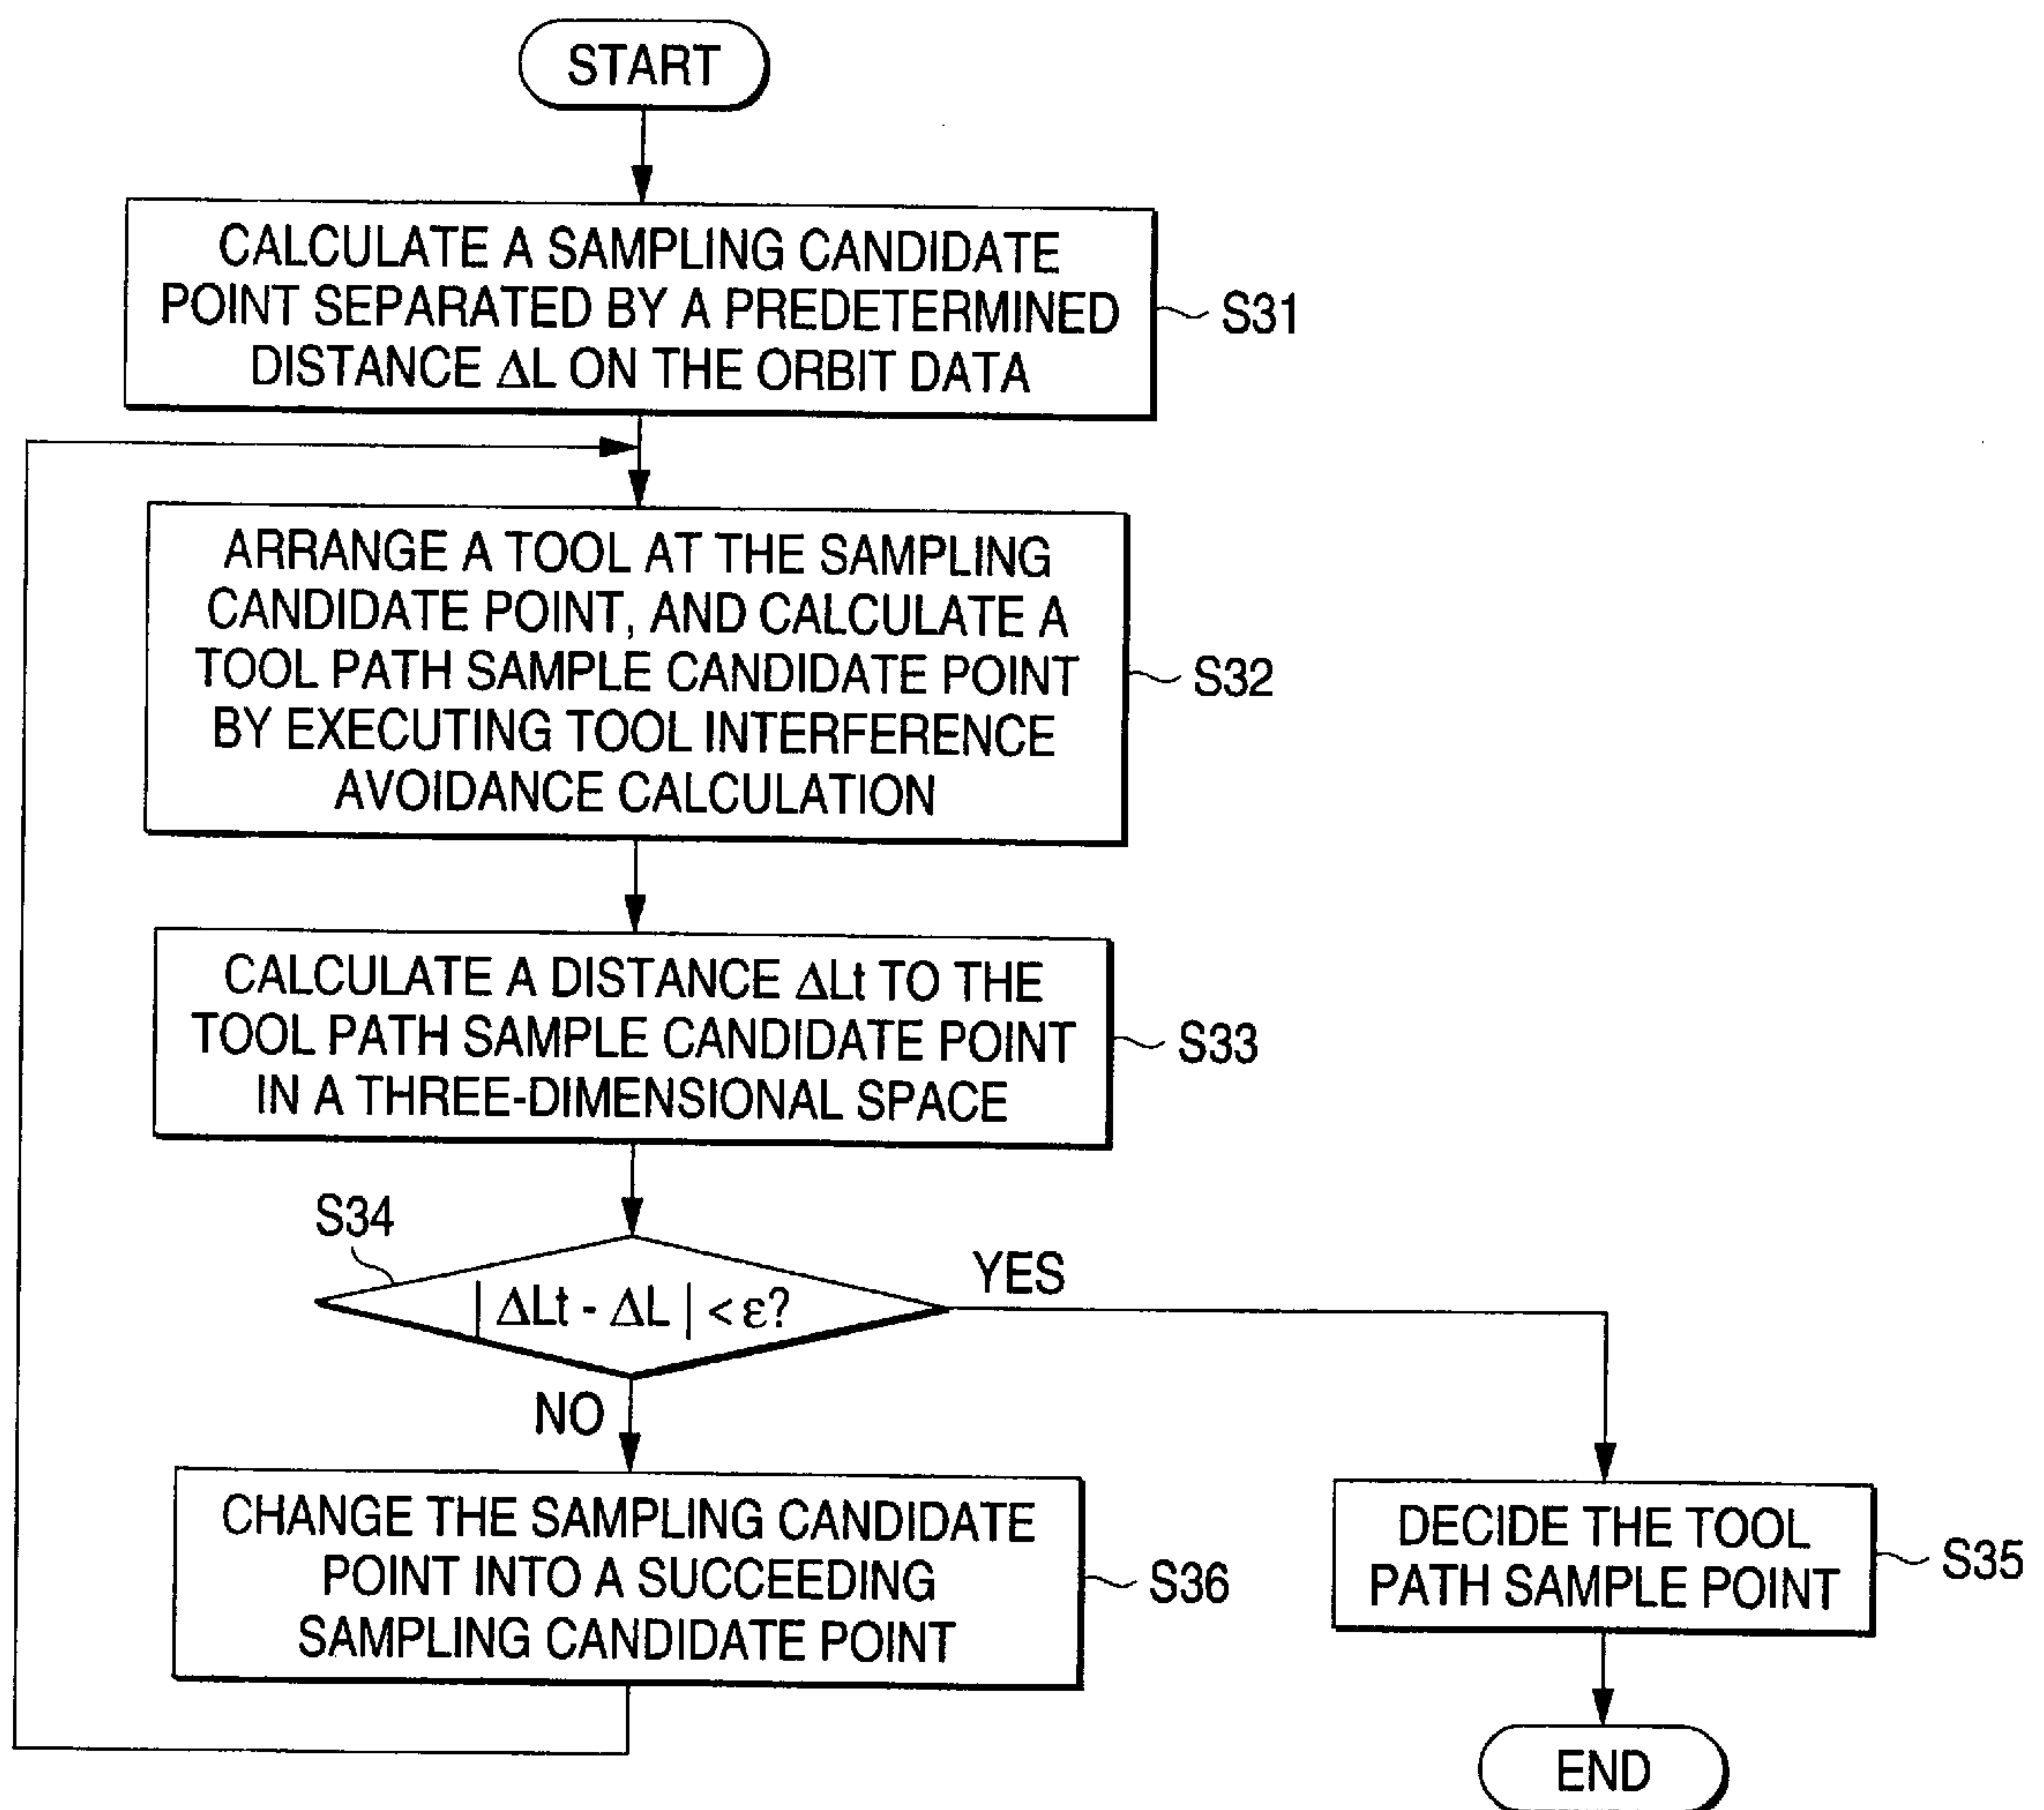 START
CALCULATE A SAMPLING CANDIDATE
POINT SEPARATED BY A PREDETERMINED
DISTANCE ΔL ON THE ORBIT DATA
S31
ARRANGE A TOOL AT THE SAMPLING
CANDIDATE POINT, AND CALCULATE A
TOOL PATH SAMPLE CANDIDATE POINT
BY EXECUTING TOOL INTERFERENCE
AVOIDANCE CALCULATION
S32
CALCULATE A DISTANCE ΔLt TO THE
TOOL PATH SAMPLE CANDIDATE POINT
IN A THREE-DIMENSIONAL SPACE
S33
S34
| ΔLt - ΔL | < ε?
YES
NO
CHANGE THE SAMPLING CANDIDATE
POINT INTO A SUCCEEDING
SAMPLING CANDIDATE POINT
S36
DECIDE THE TOOL
PATH SAMPLE POINT
S35
END